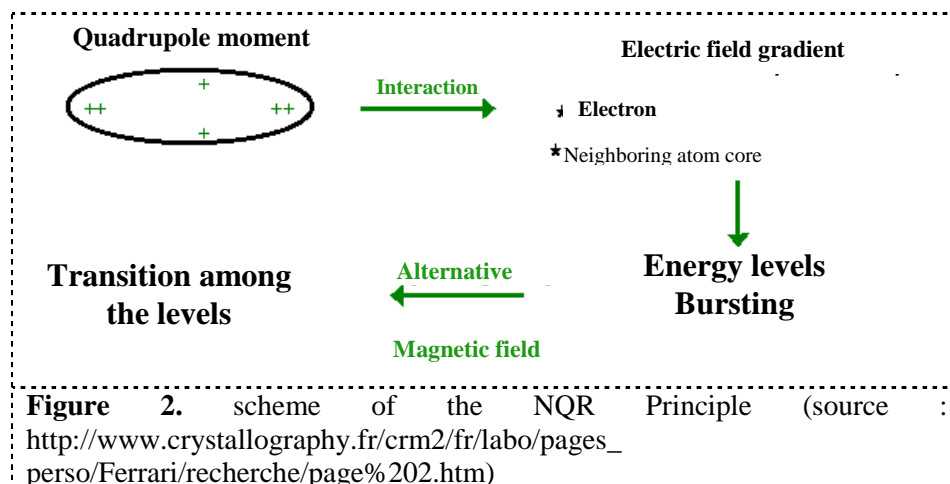 Quadrupole moment
Electric field gradient
Interaction
++
+
++
+
Electron
Neighboring atom core
Energy levels
Bursting
Alternative
Magnetic field
Transition among
the levels
Figure 2. scheme of the NQR Principle (source :
http://www.crystallography.fr/crm2/fr/labo/pages_
perso/Ferrari/recherche/page%202.htm)